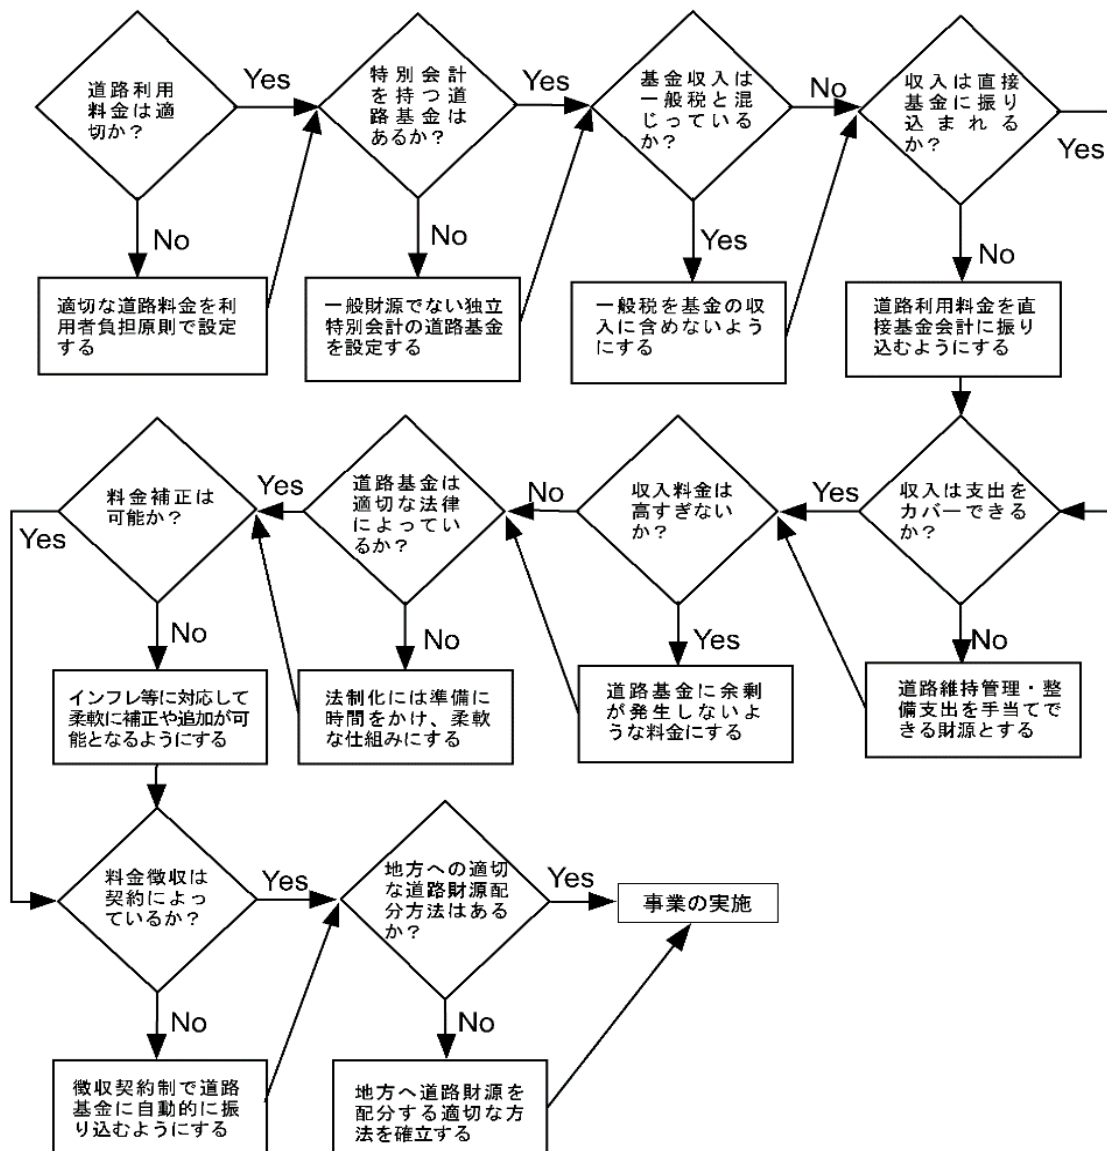 道路利用
料金は適
切か？
Yes
No
適切な道路料金を利
用者負担原則で設定
する
特別会計
を持つ道
路基金は
あるか？
Yes
No
一般財源でない独立
特別会計の道路基金
を設定する
基金収入は
一般税と混
じっている
か？
No
Yes
一般税を基金の収
入に含めないよう
にする
収入は直接
基金に振り
込まれる
か？
Yes
No
道路利用料金を直
接基金会計に振り
込むようにする
収入は支出を
カバーできる
か？
Yes
No
道路維持管理・整
備支出を手当てで
きる財源とする
収入料金は
高すぎない
か？
No
Yes
道路基金に余剰
が発生しないよ
うな料金にする
道路基金は
適切な法律
によってい
るか？
Yes
No
法制化には準備に
時間をかけ、柔軟
な仕組みにする
料金補正は
可能か？
Yes
No
インフレ等に対応して
柔軟に補正や追加が可
能となるようにする
料金徴収は
契約によっ
ているか？
Yes
No
徴収契約制で道路
基金に自動的に振
り込むようにする
地方への適切
な道路財源配
分方法はある
か？
Yes
No
地方へ道路財源を
配分する適切な方
法を確立する
事業の実施